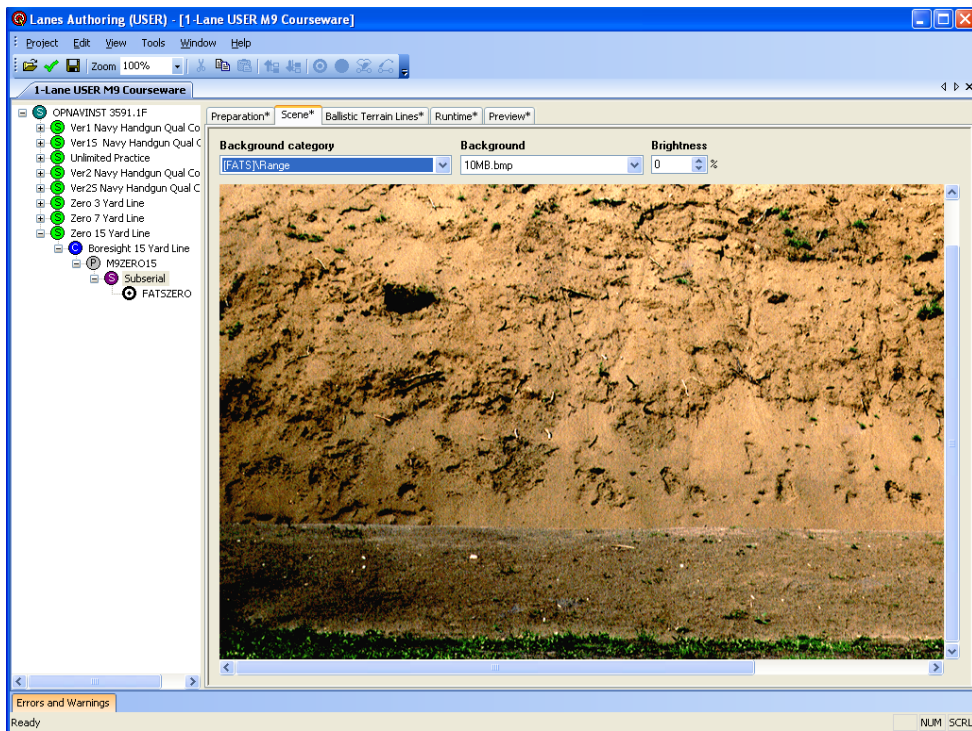 Lanes Authoring (USER) - [1-Lane USER M9 Courseware]
Project Edit View Tools Window Help
Zoom 100%
1-Lane USER M9 Courseware
OPNAVINST 3591.1F
Ver1 Navy Handgun Qual Co
Ver1S Navy Handgun Qual C
Unlimited Practice
Ver2 Navy Handgun Qual Co
Ver2S Navy Handgun Qual C
Zero 3 Yard Line
Zero 7 Yard Line
Zero 15 Yard Line
C Boresight 15 Yard Line
P M9ZERO15
S Subserial
FATSZERO
Preparation* Scene* Ballistic Terrain Lines* Runtime* Preview*
Background category Background Brightness
[FATS]\Range 10MB.bmp 0 %
Errors and Warnings
Ready NUM SCRL